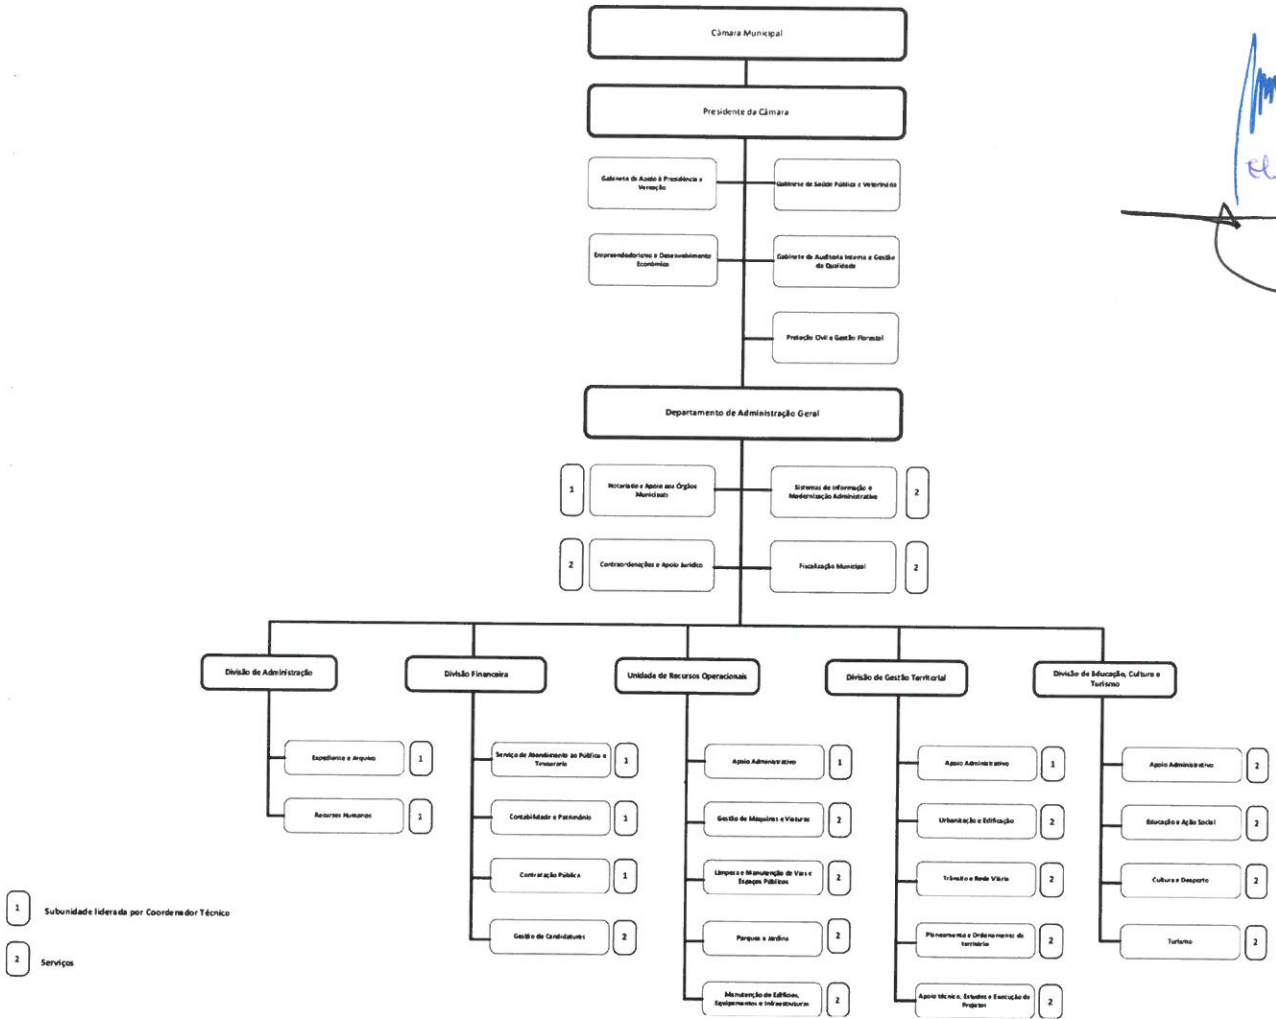 Câmara Municipal
Presidente da Câmara
Gabinete de Apoio à Presidência e
Vereação
Gabinete de Saúde Pública e Veterinária
Empreendedorismo e Desenvolvimento
Económico
Gabinete de Auditoria Interna e Gestão
da Qualidade
Proteção Civil e Gestão Florestal
Departamento de Administração Geral
1
Notariado e Apoio aos Órgãos
Municipais
Sistemas de Informação e
Modernização Administrativa
2
2
Contraordenações e Apoio Jurídico
Fiscalização Municipal
2
Divisão de Administração
Divisão Financeira
Unidade de Recursos Operacionais
Divisão de Gestão Territorial
Divisão de Educação, Cultura e
Turismo
Expediente e Arquivo
1
Recursos Humanos
1
Serviço de Atendimento ao Público e
Tesouraria
1
Contabilidade e Património
1
Contratação Pública
1
Gestão de Candidaturas
2
Apoio Administrativo
1
Gestão de Máquinas e Viaturas
2
Limpeza e Manutenção de Vias e
Espaços Públicos
2
Parques e Jardins
2
Manutenção de Edifícios,
Equipamentos e Infraestruturas
2
Apoio Administrativo
1
Urbanização e Edificação
2
Trânsito e Rede Viária
2
Planeamento e Ordenamento do
território
2
Apoio técnico, Estudos e Execução de
Projetos
2
Apoio Administrativo
2
Educação e Ação Social
2
Cultura e Desporto
2
Turismo
2
1
Subunidade liderada por Coordenador Técnico
2
Serviços